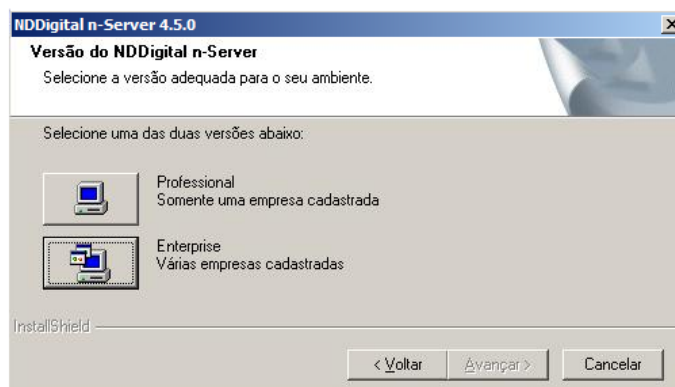 NDDigital n-Server 4.5.0
Versão do NDDigital n-Server
Selecione a versão adequada para o seu ambiente.
Selecione uma das duas versões abaixo:
Professional
Somente uma empresa cadastrada
Enterprise
Várias empresas cadastradas
InstallShield
< Voltar
Avançar >
Cancelar